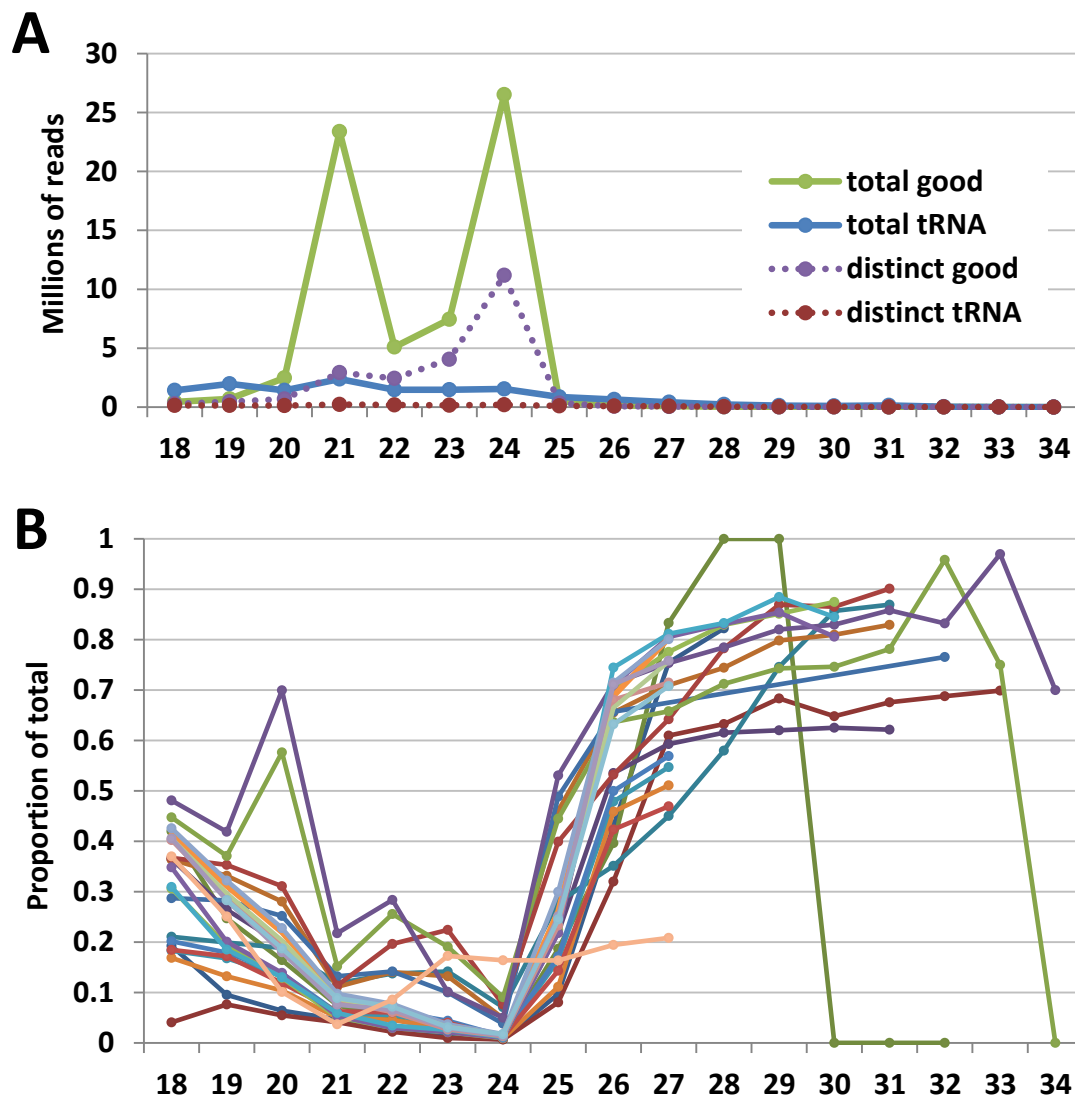 A
Millions of reads
30
25
20
15
10
5
0
total good
total tRNA
distinct good
distinct tRNA
18 19 20 21 22 23 24 25 26 27 28 29 30 31 32 33 34
B
Proportion of total
1
0.9
0.8
0.7
0.6
0.5
0.4
0.3
0.2
0.1
0
18 19 20 21 22 23 24 25 26 27 28 29 30 31 32 33 34